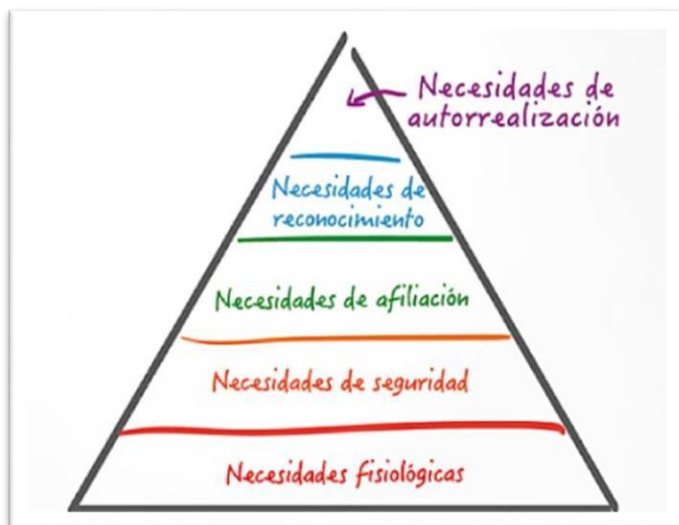 Necesidades de
autorrealización
Necesidades de
reconocimiento
Necesidades de afiliación
Necesidades de seguridad
Necesidades fisiológicas